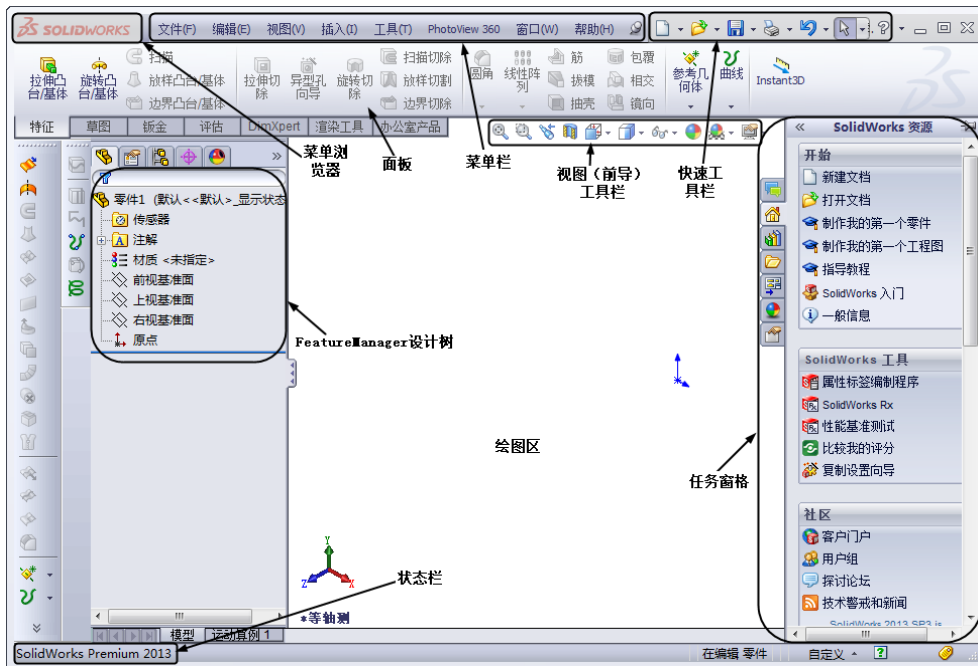 SOLIDWORKS 文件(F) 编辑(E) 视图(V) 插入(I) 工具(T) PhotoView 360 窗口(W) 帮助(H)
拉伸凸台/基体
旋转凸台/基体
扫描
放样凸台/基体
边界凸台/基体
拉伸切除
异型孔向导
旋转切除
扫描切除
放样切割
边界切除
圆角
线性阵列
筋
拔模
抽壳
包覆
相交
镜向
参考几何体
曲线
Instant3D
特征 草图 钣金 评估 DimXpert 渲染工具 办公室产品
菜单浏览器
面板
菜单栏
视图(前导)工具栏
快速工具栏
零件1 (默认<<默认>_显示状态
传感器
注解
材质 <未指定>
前视基准面
上视基准面
右视基准面
原点
FeatureManager设计树
绘图区
任务窗格
Y
Z
X
*等轴测
状态栏
模型 运动算例 1
SolidWorks Premium 2013
在编辑 零件
自定义
SolidWorks 资源
开始
新建文档
打开文档
制作我的第一个零件
制作我的第一个工程图
指导教程
SolidWorks 入门
一般信息
SolidWorks 工具
属性标签编制程序
SolidWorks Rx
性能基准测试
比较我的评分
复制设置向导
社区
客户门户
用户组
探讨论坛
技术警戒和新闻
SolidWorks 2013 SP3 is